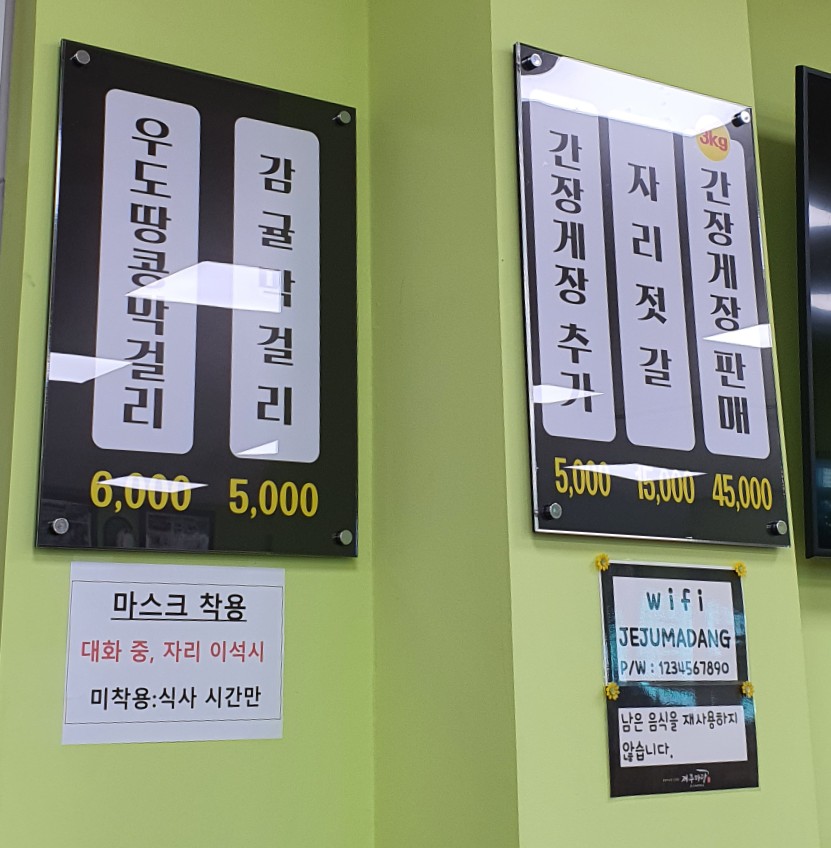 우도땅콩막걸리
6,000
감귤막걸리
5,000
간장게장 추가
5,000
자리젓갈
15,000
3kg
간장게장판매
45,000
마스크 착용
대화 중, 자리 이석시
미착용:식사 시간만
wifi
JEJUMADANG
P/W : 1234567890
남은 음식을 재사용하지
않습니다.
제주마당